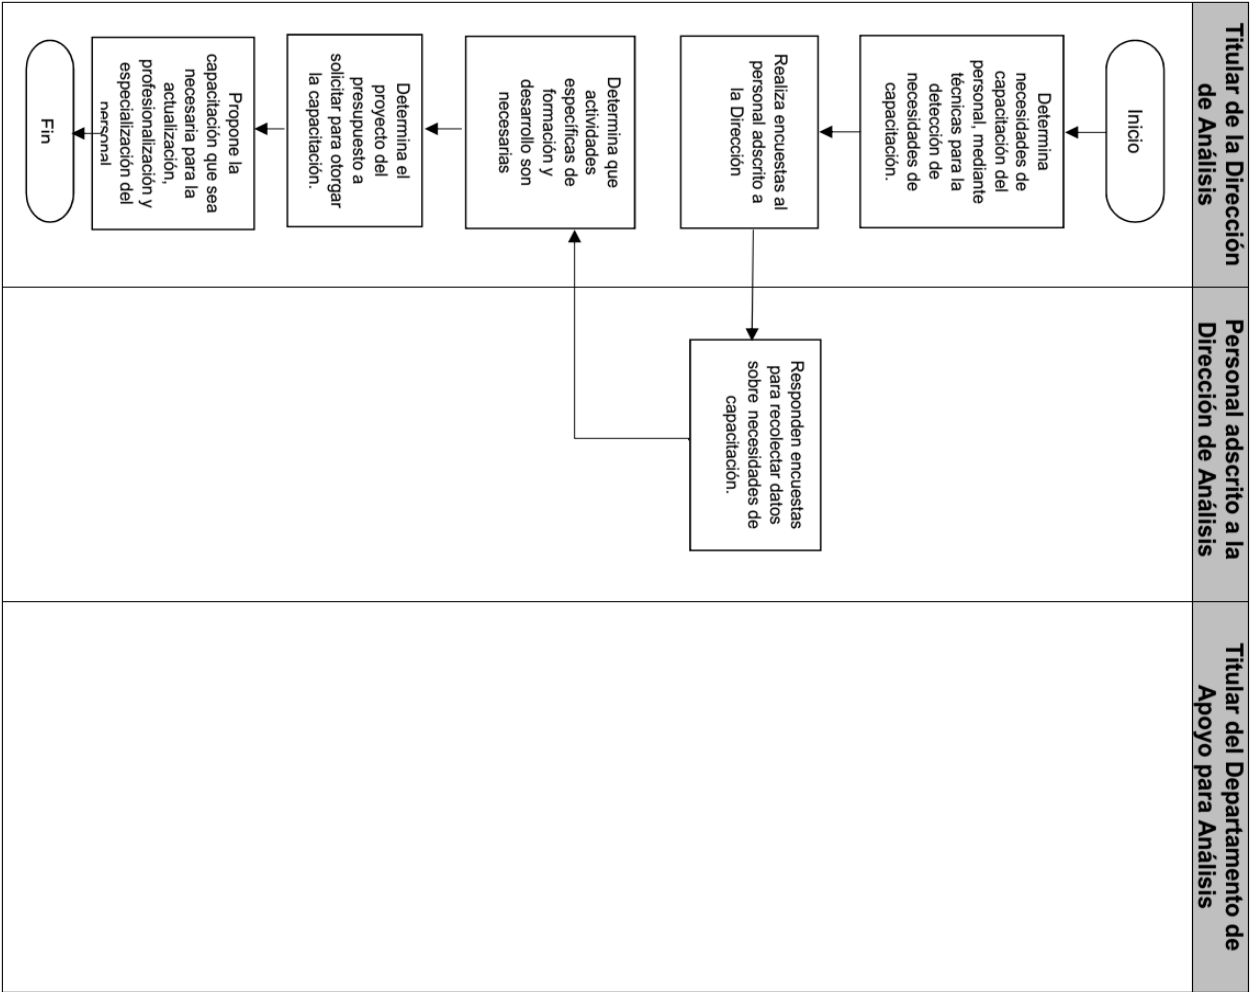 Titular de la Dirección
de Análisis
Personal adscrito a la
Dirección de Análisis
Titular del Departamento de
Apoyo para Análisis
Inicio
Determina
necesidades de
capacitación del
personal, mediante
técnicas para la
detección de
necesidades de
capacitación.
Realiza encuestas al
personal adscrito a
la Dirección
Responden encuestas
para recolectar datos
sobre necesidades de
capacitación.
Determina que
actividades
específicas de
formación y
desarrollo son
necesarias
Determina el
proyecto del
presupuesto a
solicitar para otorgar
la capacitación.
Propone la
capacitación que sea
necesaria para la
actualización,
profesionalización y
especialización del
personal
Fin